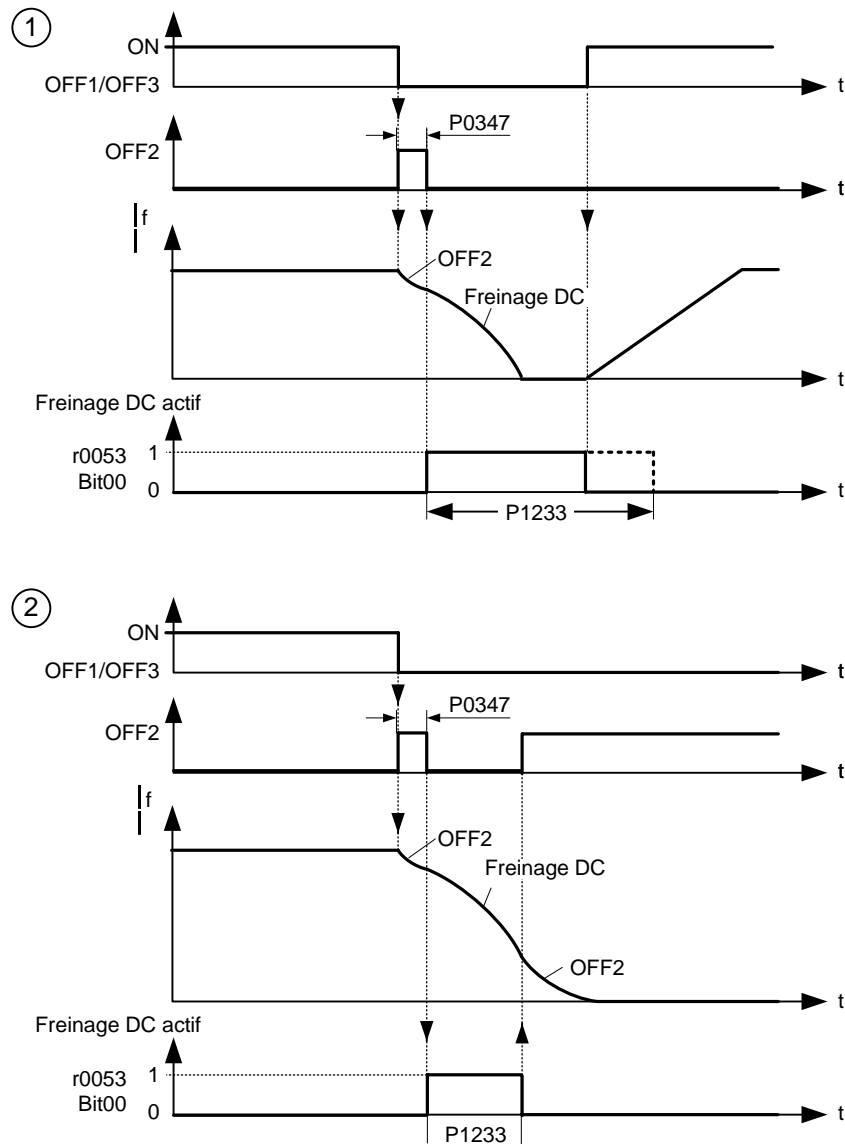 1
ON
OFF1/OFF3
t
P0347
OFF2
t
|f|
OFF2
Freinage DC
t
Freinage DC actif
r0053 1
Bit00 0
t
P1233
2
ON
OFF1/OFF3
t
P0347
OFF2
t
|f|
OFF2
Freinage DC
OFF2
t
Freinage DC actif
r0053 1
Bit00 0
t
P1233